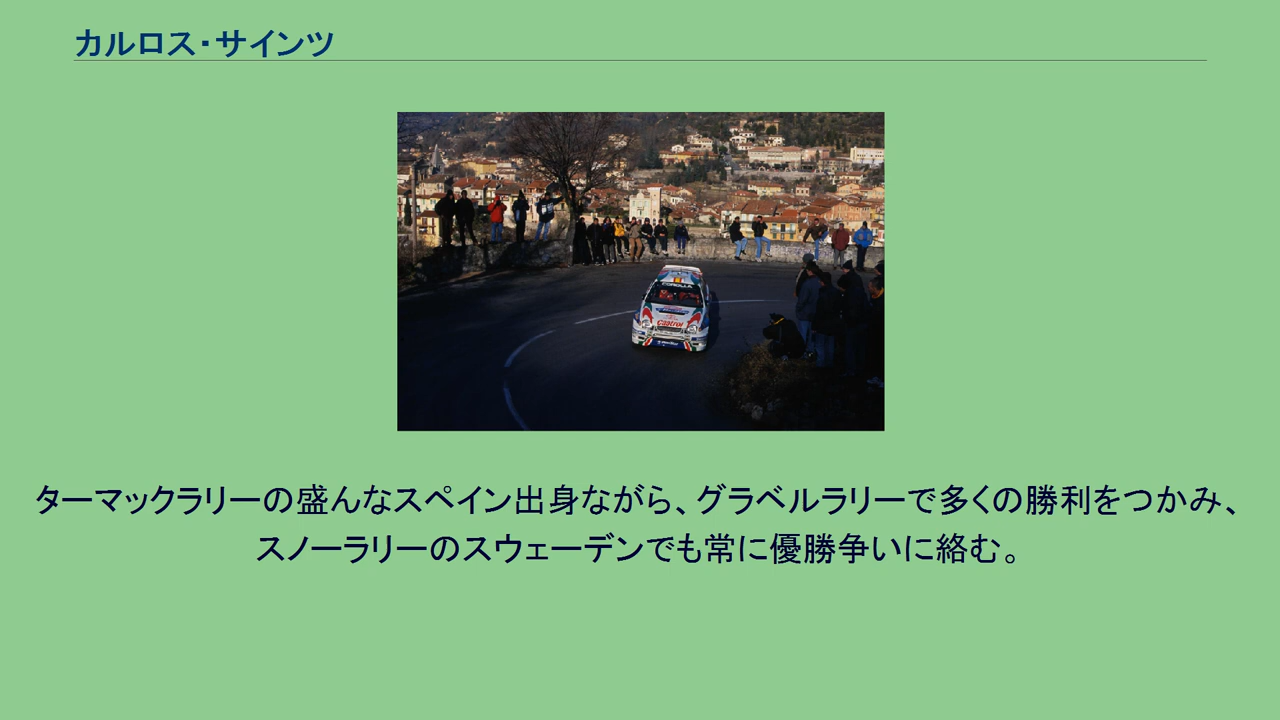 カルロス・サインツ
COROLLA
Castrol
ターマックラリーの盛んなスペイン出身ながら、グラベルラリーで多くの勝利をつかみ、
スノーラリーのスウェーデンでも常に優勝争いに絡む。